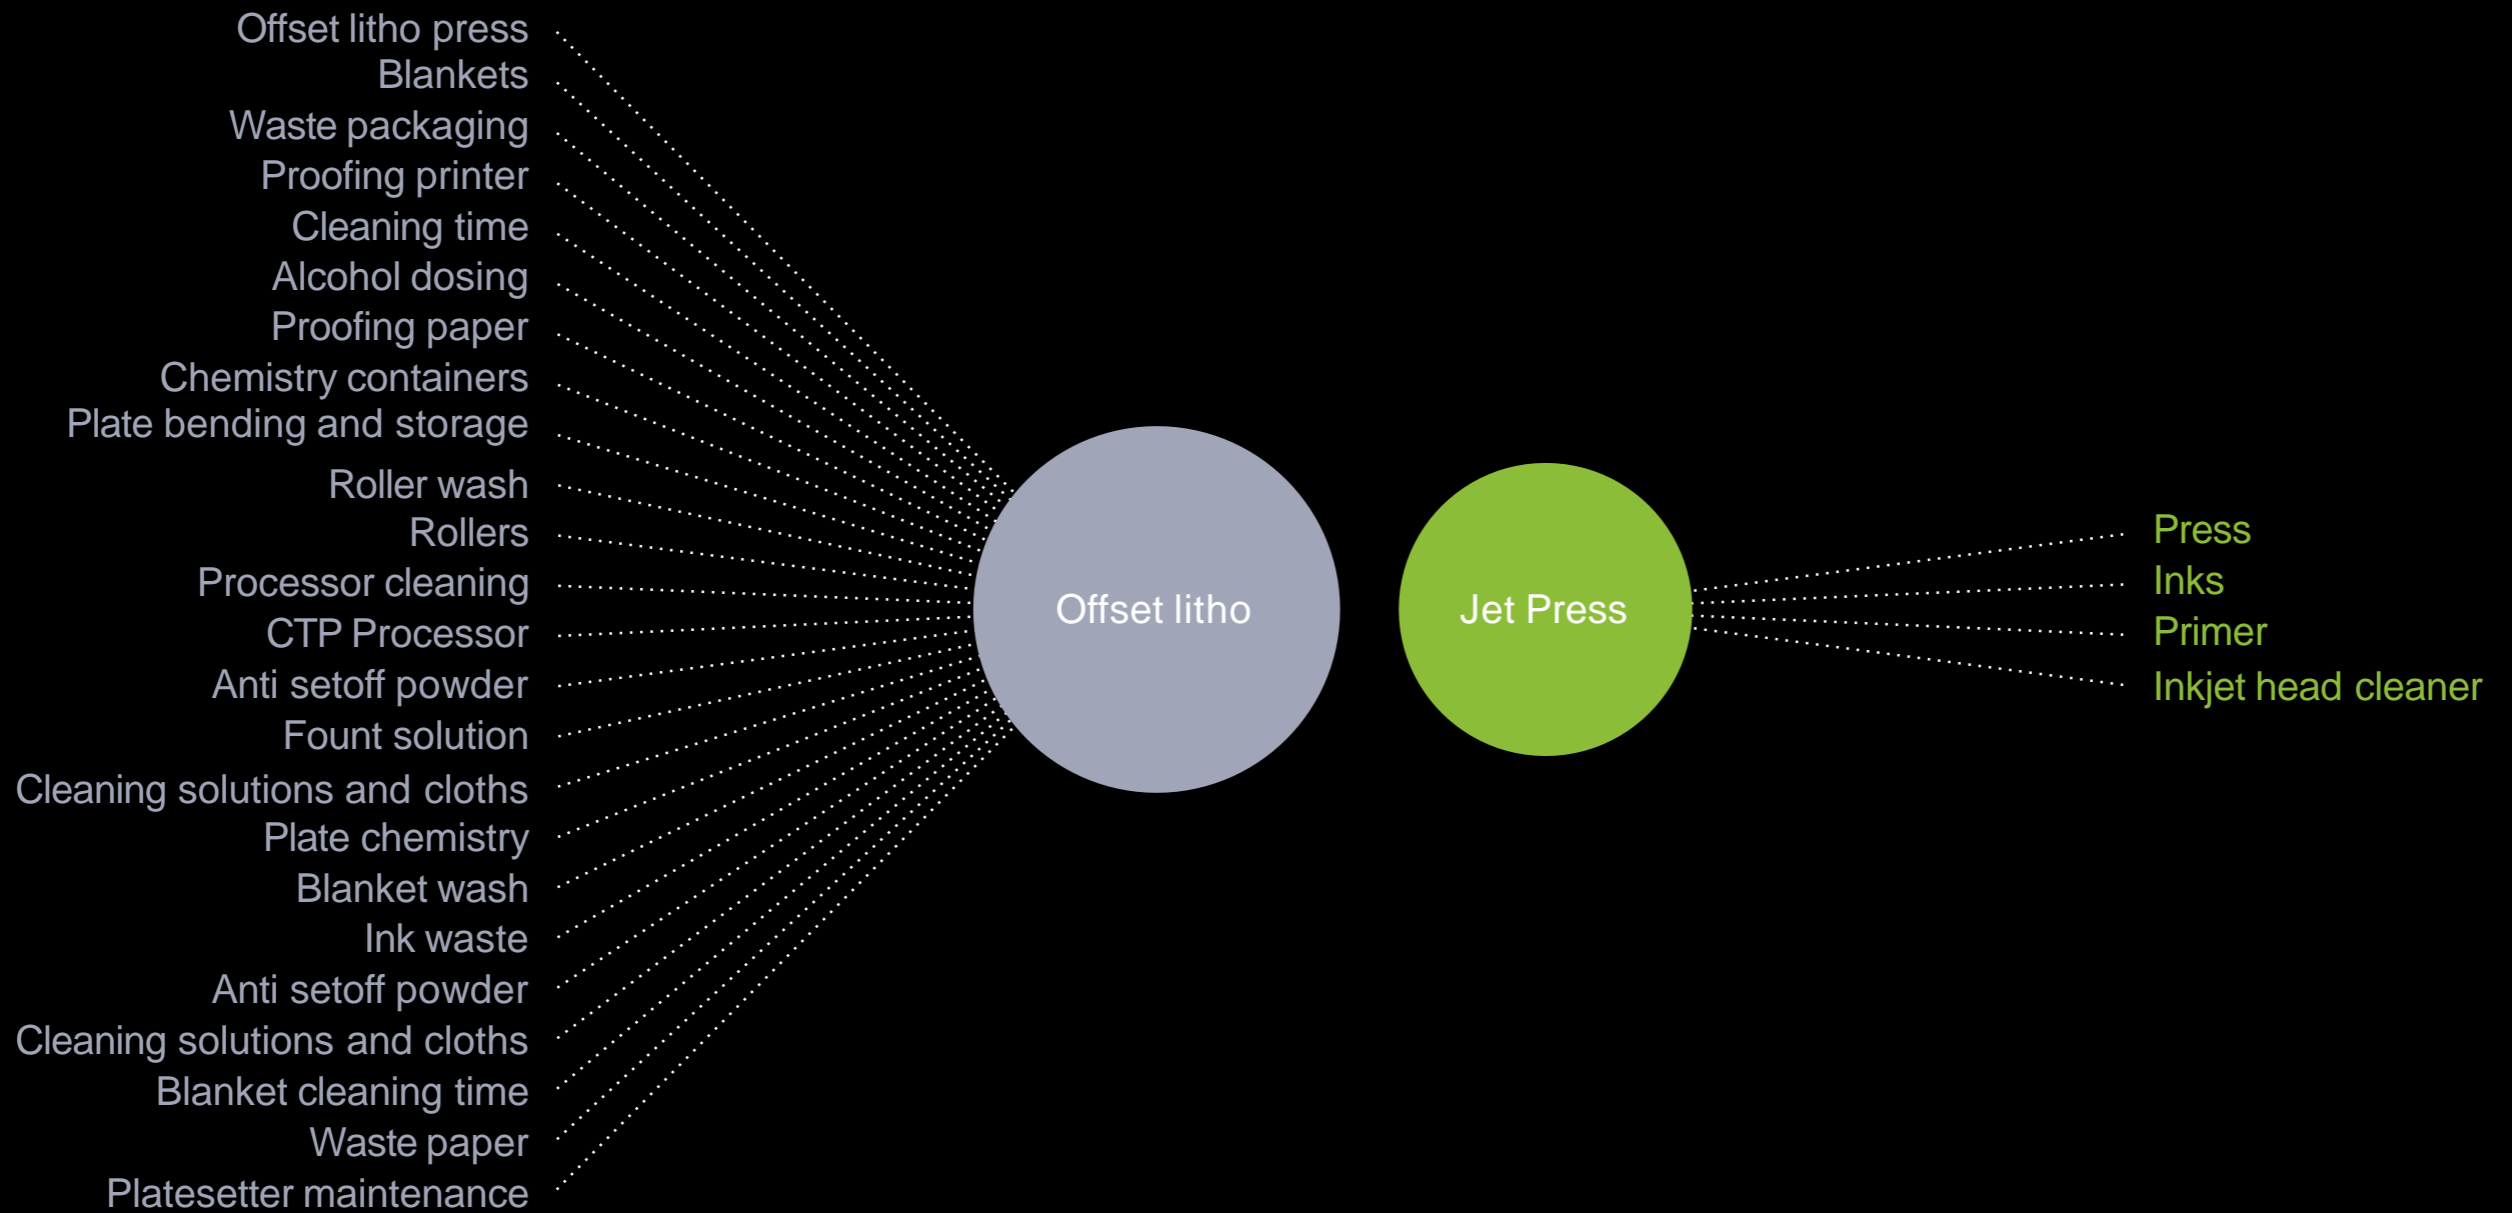 Offset litho press
Blankets
Waste packaging
Proofing printer
Cleaning time
Alcohol dosing
Proofing paper
Chemistry containers
Plate bending and storage
Roller wash
Rollers
Processor cleaning
CTP Processor
Anti setoff powder
Fount solution
Cleaning solutions and cloths
Plate chemistry
Blanket wash
Ink waste
Anti setoff powder
Cleaning solutions and cloths
Blanket cleaning time
Waste paper
Platesetter maintenance
Offset litho
Jet Press
Press
Inks
Primer
Inkjet head cleaner